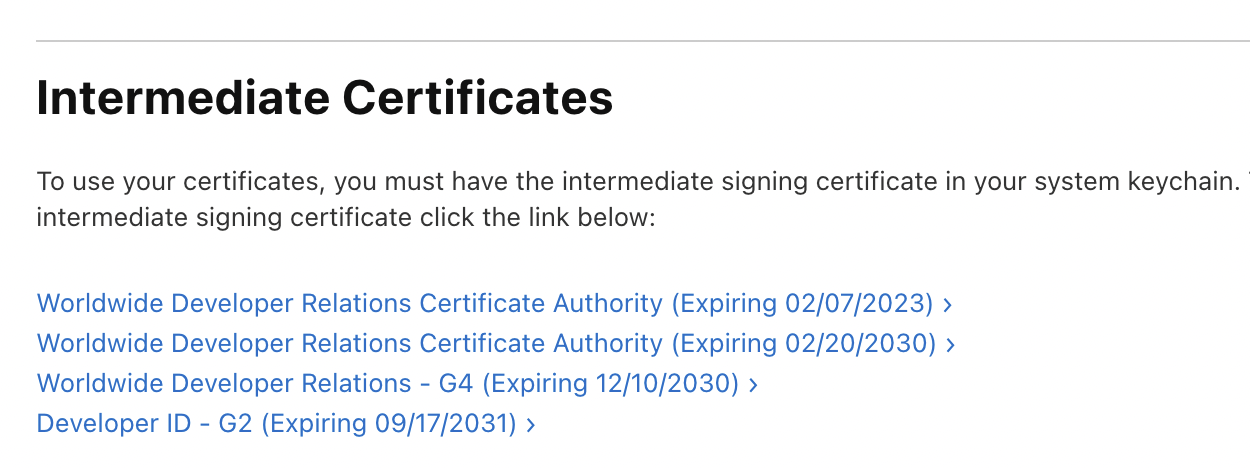 Intermediate Certificates
To use your certificates, you must have the intermediate signing certificate in your system keychain.
intermediate signing certificate click the link below:
Worldwide Developer Relations Certificate Authority (Expiring 02/07/2023) ›
Worldwide Developer Relations Certificate Authority (Expiring 02/20/2030) ›
Worldwide Developer Relations - G4 (Expiring 12/10/2030) ›
Developer ID - G2 (Expiring 09/17/2031) ›